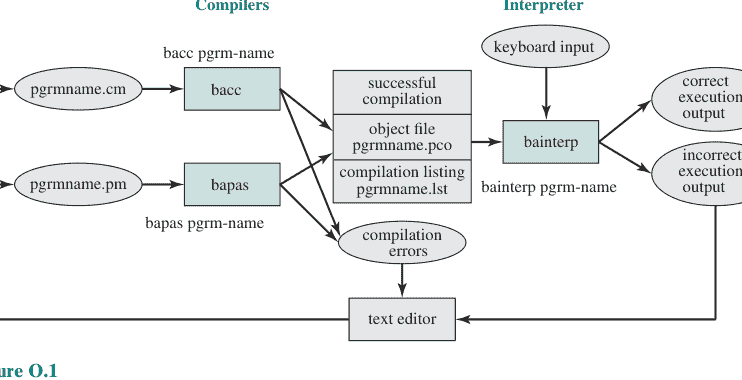 Compilers
Interpreter
bacc pgrm-name
pgrmname.cm
bacc
successful
compilation
object file
pgrmname.pco
compilation listing
pgrmname.lst
keyboard input
bainterp
bainterp pgrm-name
correct
execution
output
incorrect
execution
output
pgrmname.pm
bapas
bapas pgrm-name
compilation
errors
text editor
ure O.1